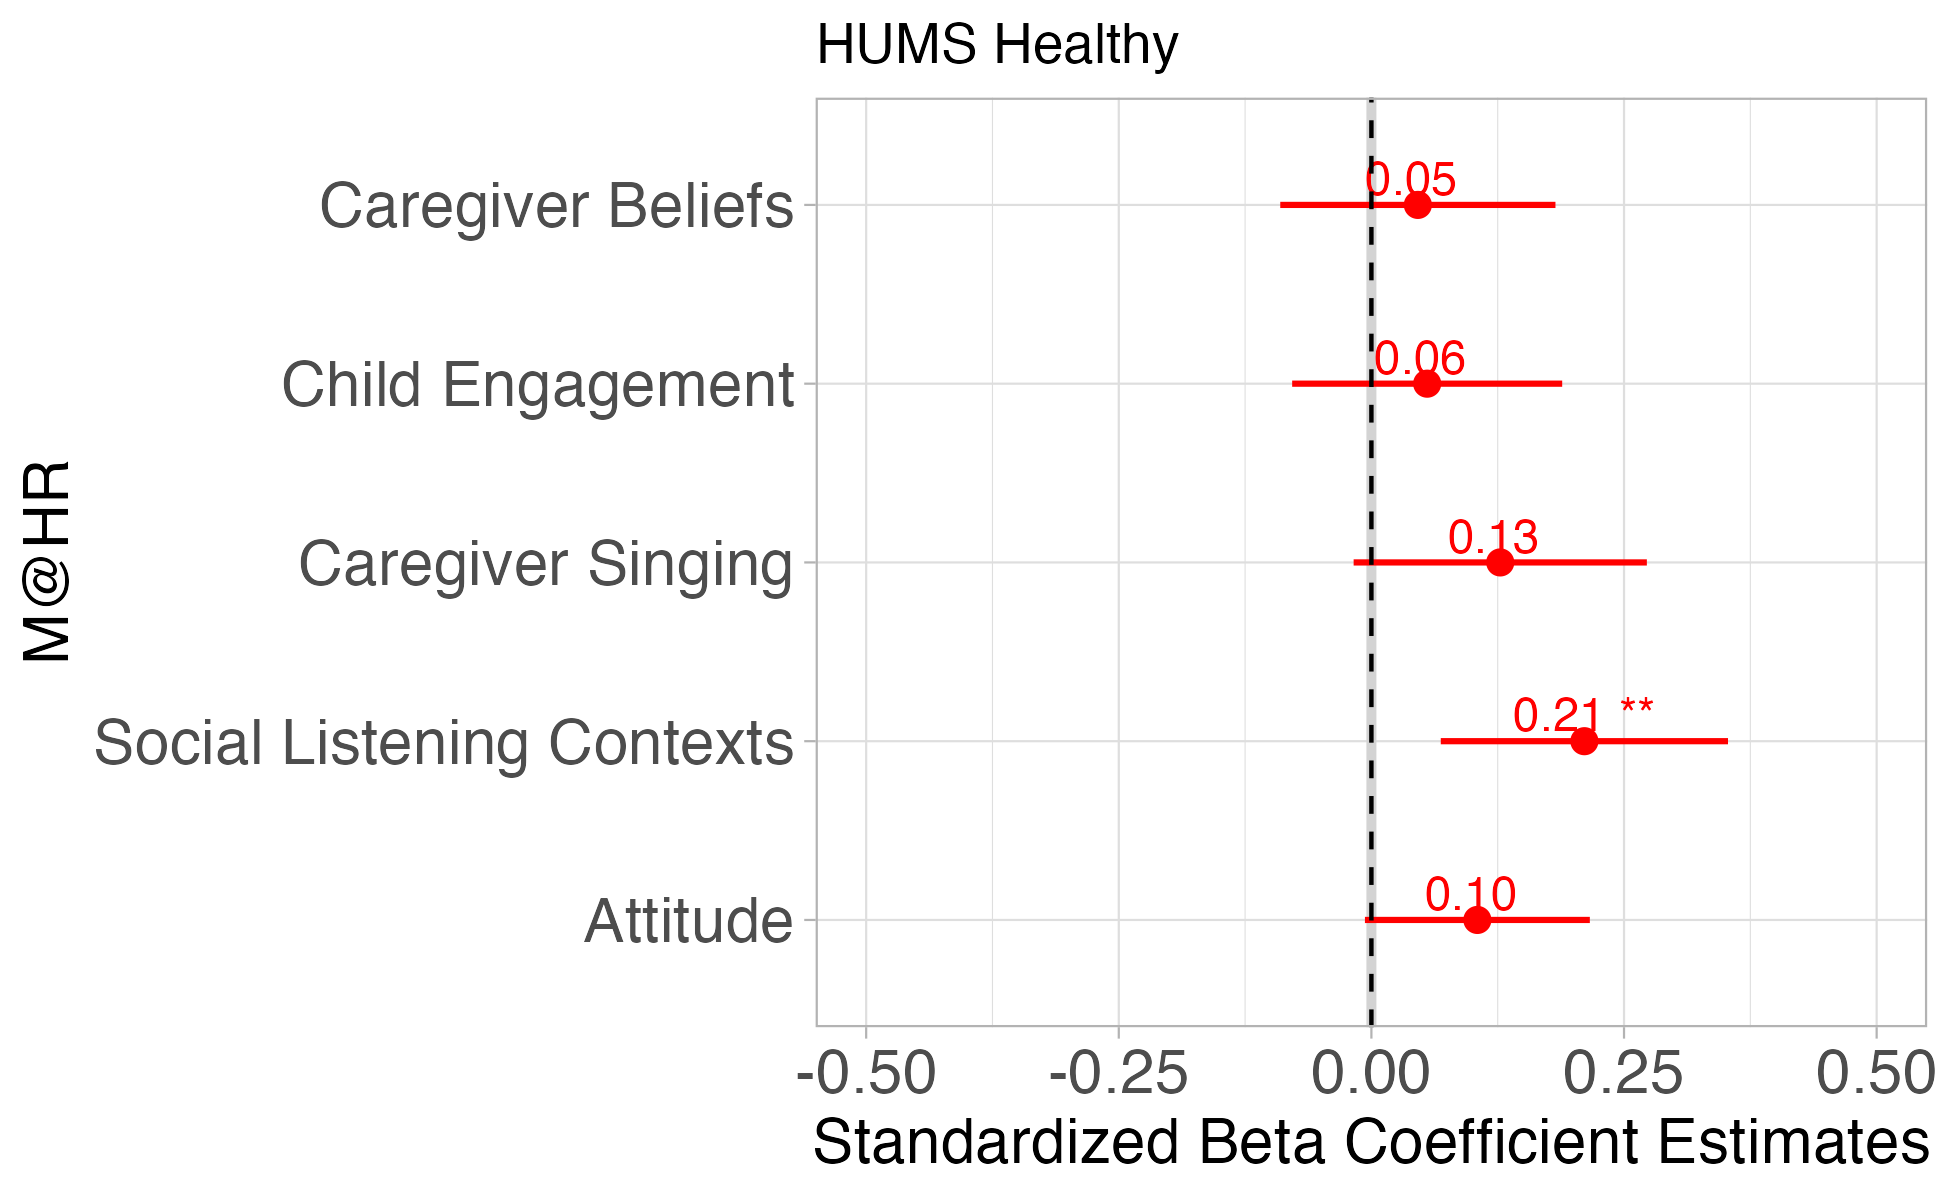 HUMS Healthy
M@HR
Caregiver Beliefs
0.05
Child Engagement
0.06
Caregiver Singing
0.13
Social Listening Contexts
0.21 **
Attitude
0.10
-0.50 -0.25 0.00 0.25 0.50
Standardized Beta Coefficient Estimates